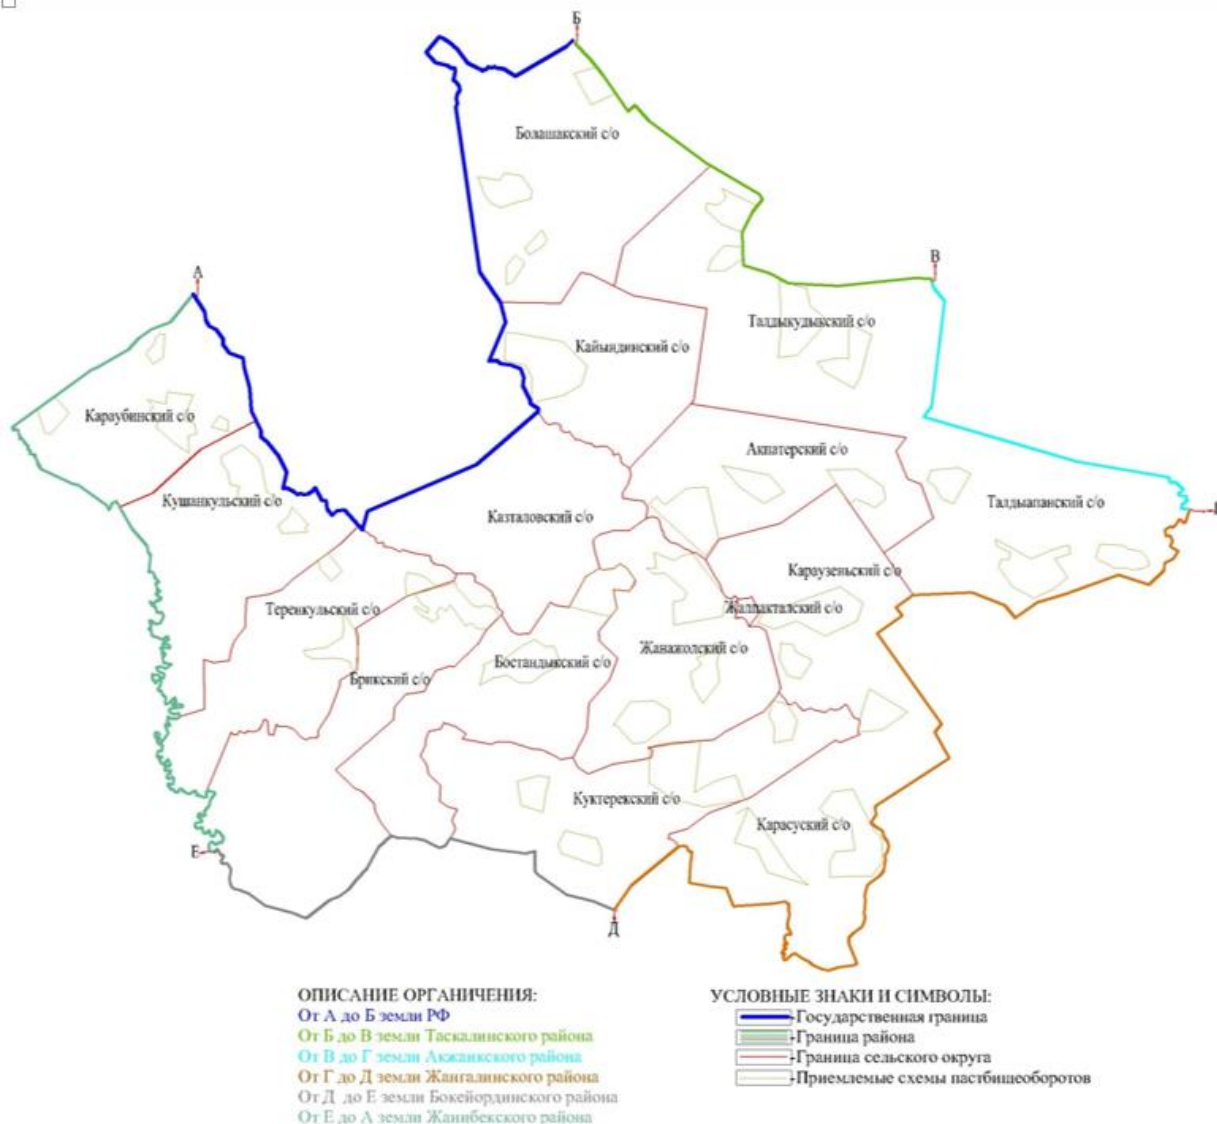 Б
Болашакский с/о
В
А
Талдыкудыкский с/о
Кайындинский с/о
Караубинский с/о
Акпатерский с/о
Кушанкульский с/о
Казталовский с/о
Талдыапанский с/о
Караузеньский с/о
Теренкульский с/о
Жалпакталский с/о
Жанажолский с/о
Бостандыкский с/о
Брикский с/о
Куктерекский с/о
Карасуский с/о
Е
Д
ОПИСАНИЕ ОРГАНИЧЕНИЯ:
От А до Б земли РФ
От Б до В земли Таскалинского района
От В до Г земли Акжаикского района
От Г до Д земли Жангалинского района
От Д до Е земли Бокейординского района
От Е до А земли Жанибекского района
УСЛОВНЫЕ ЗНАКИ И СИМВОЛЫ:
-Государственная граница
-Граница района
-Граница сельского округа
-Приемлемые схемы пастбищеоборотов